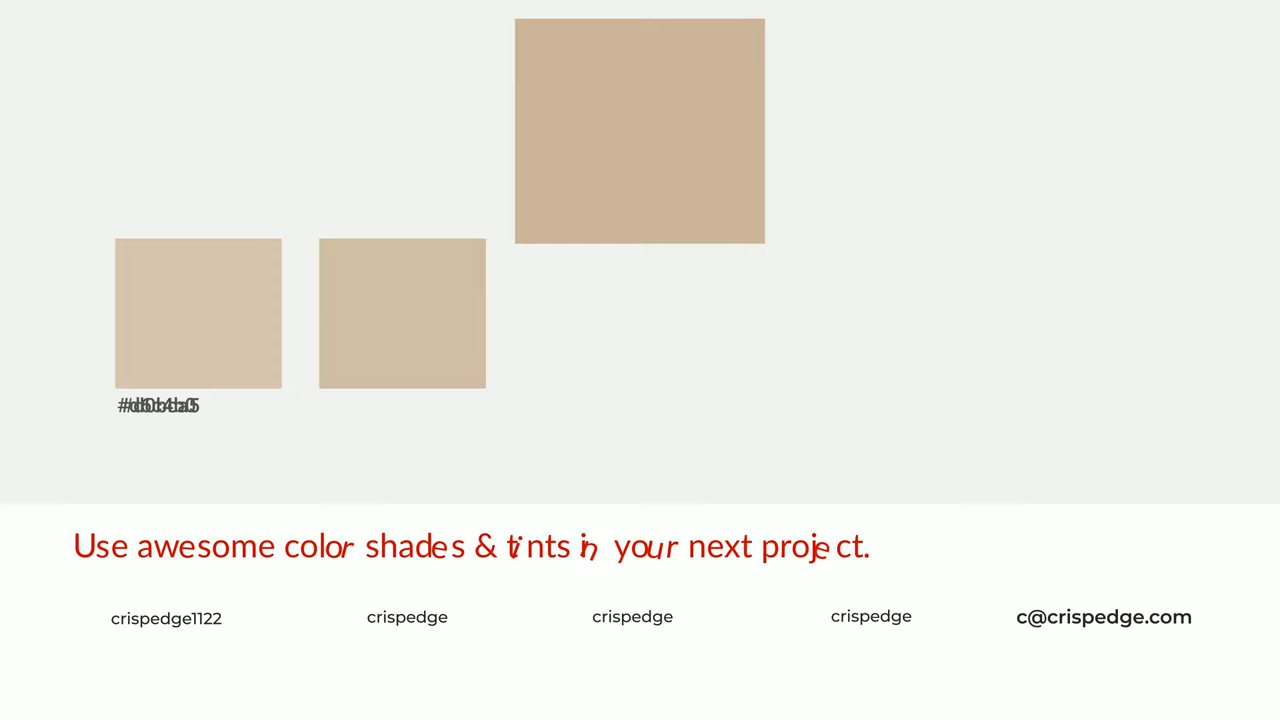 Use awesome color shades & tints in your next project.
crispedge1122 crispedge crispedge crispedge c@crispedge.com